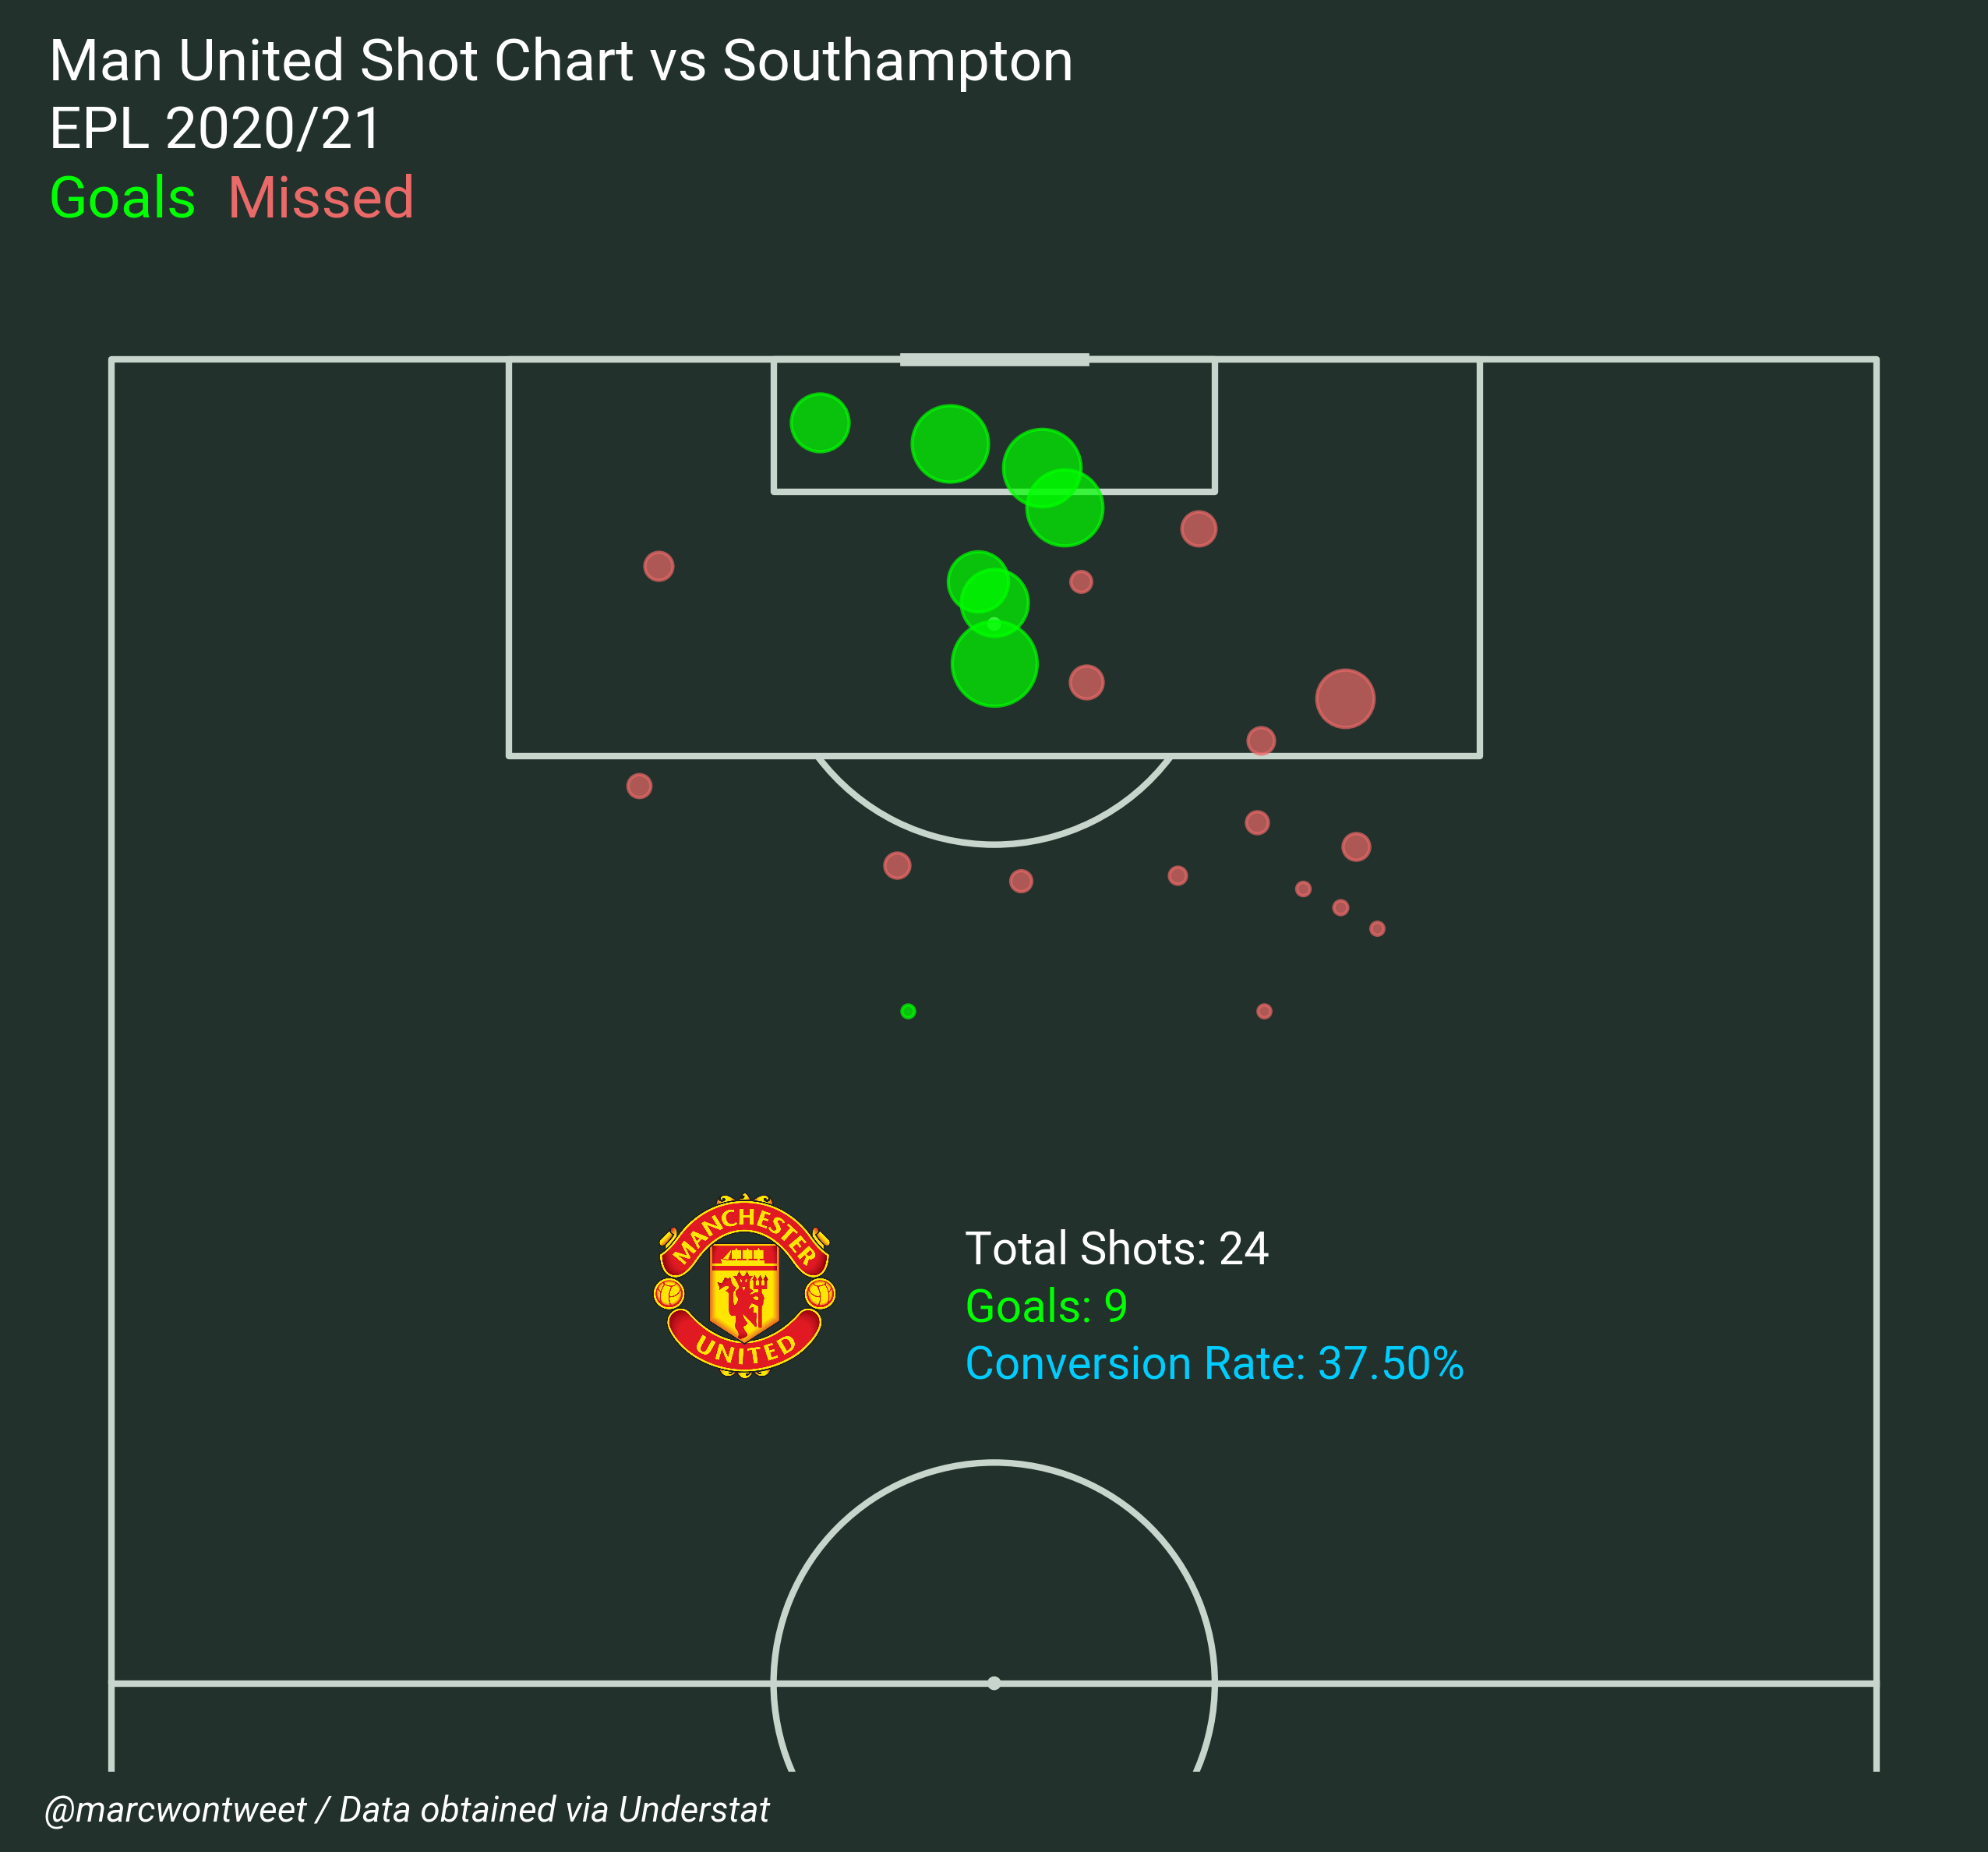 Man United Shot Chart vs Southampton
EPL 2020/21
Goals Missed
MANCHESTER
UNITED
Total Shots: 24
Goals: 9
Conversion Rate: 37.50%
@marcwontweet / Data obtained via Understat